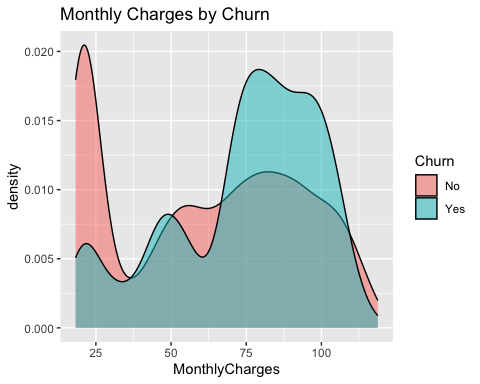 Monthly Charges by Churn
density
0.020
0.015
0.010
0.005
0.000
25 50 75 100
MonthlyCharges
Churn
No
Yes